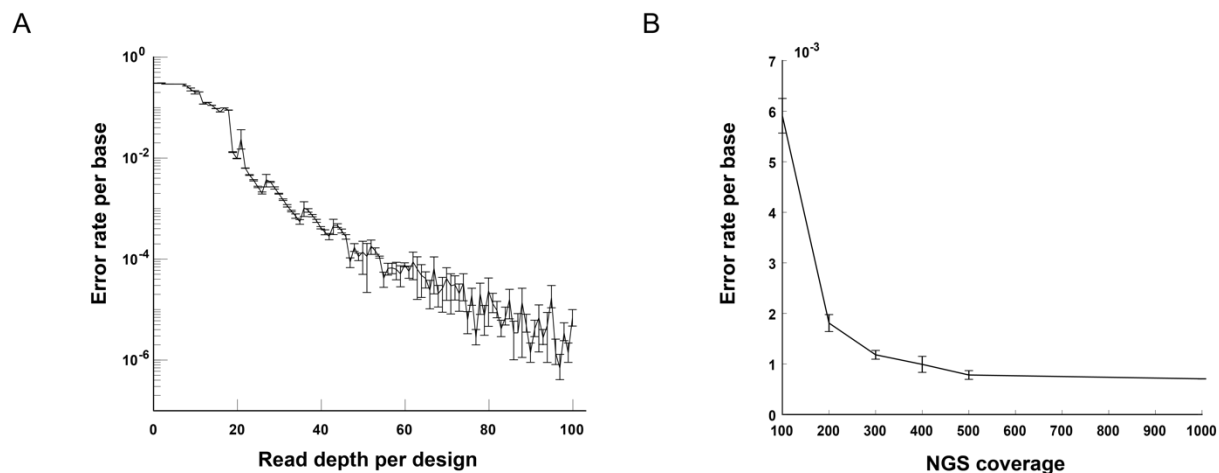 A
B
Error rate per base
10^0
10^-2
10^-4
10^-6
0 20 40 60 80 100
Read depth per design
10^-3
Error rate per base
7
6
5
4
3
2
1
0
100 200 300 400 500 600 700 800 900 1000
NGS coverage